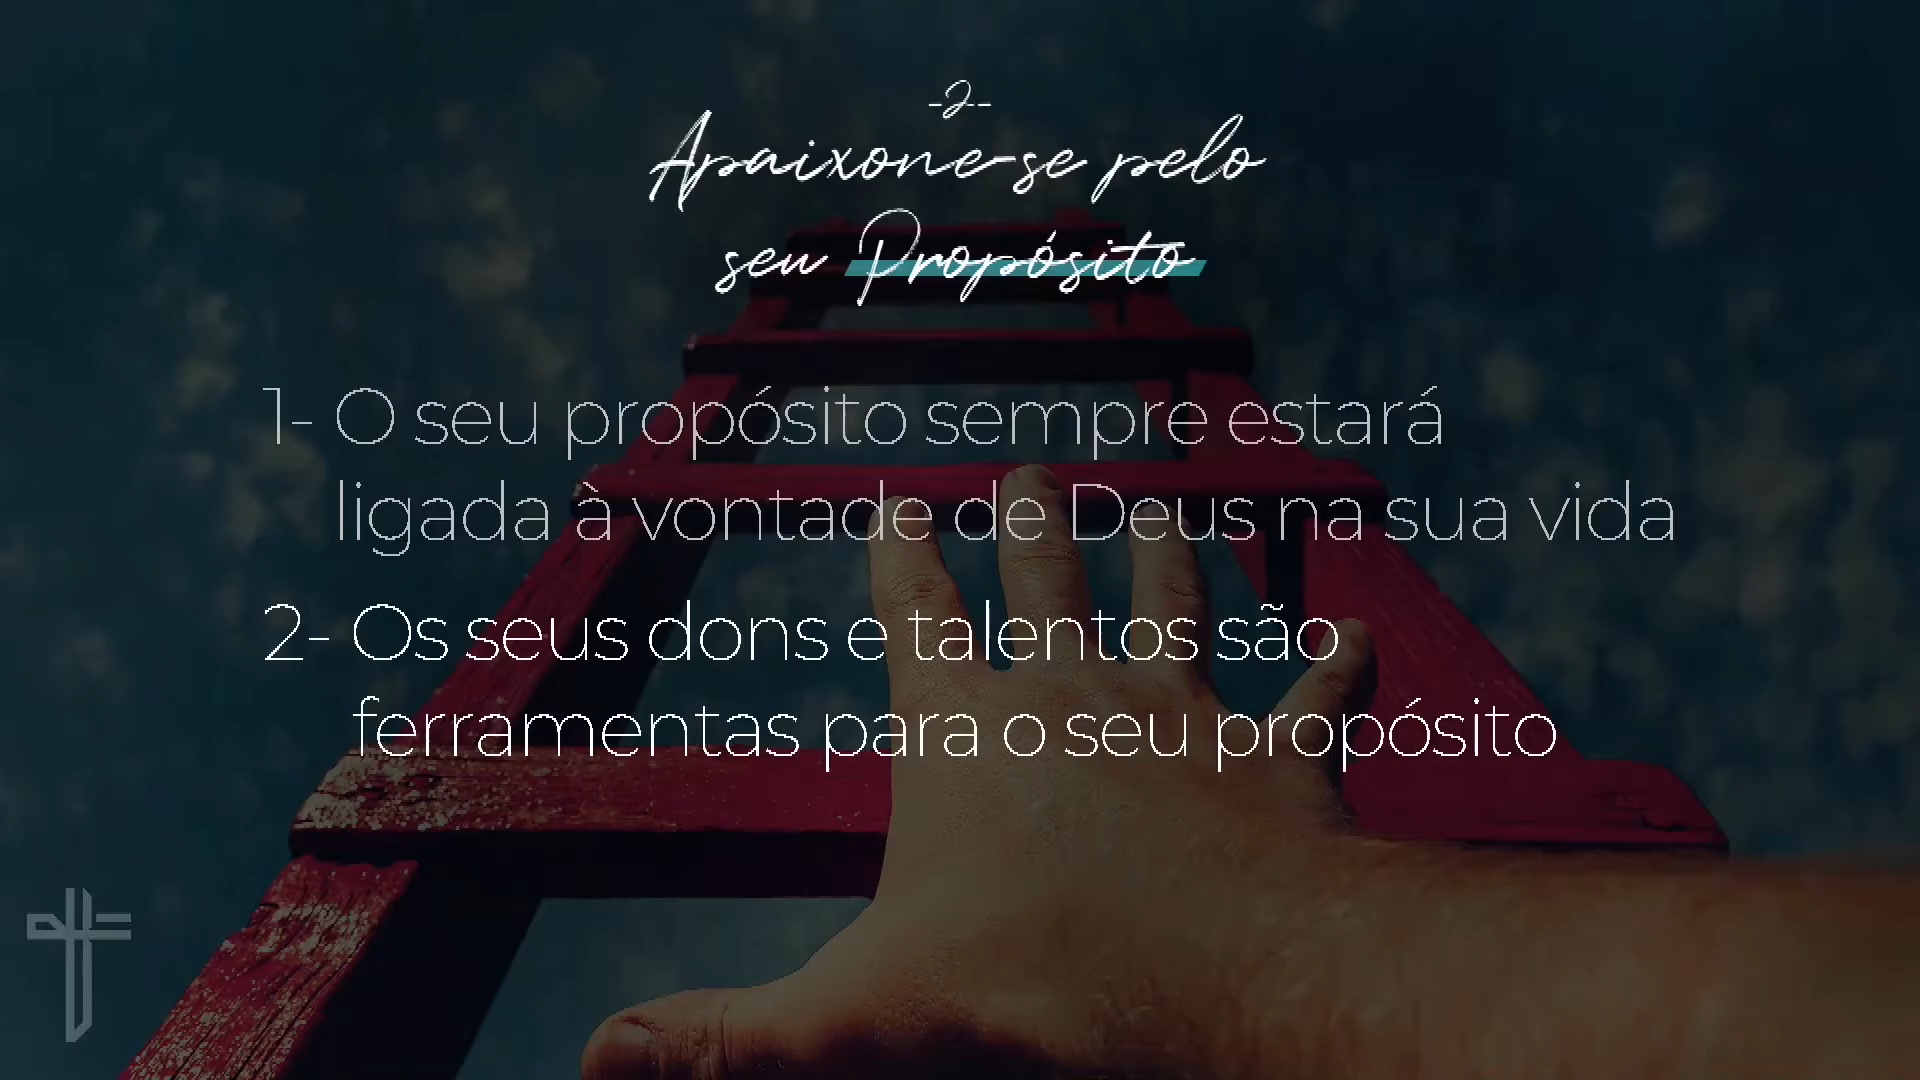 -2-
Apaixone-se pelo
seu Propósito
1- O seu propósito sempre estará
ligada à vontade de Deus na sua vida
2- Os seus dons e talentos são
ferramentas para o seu propósito